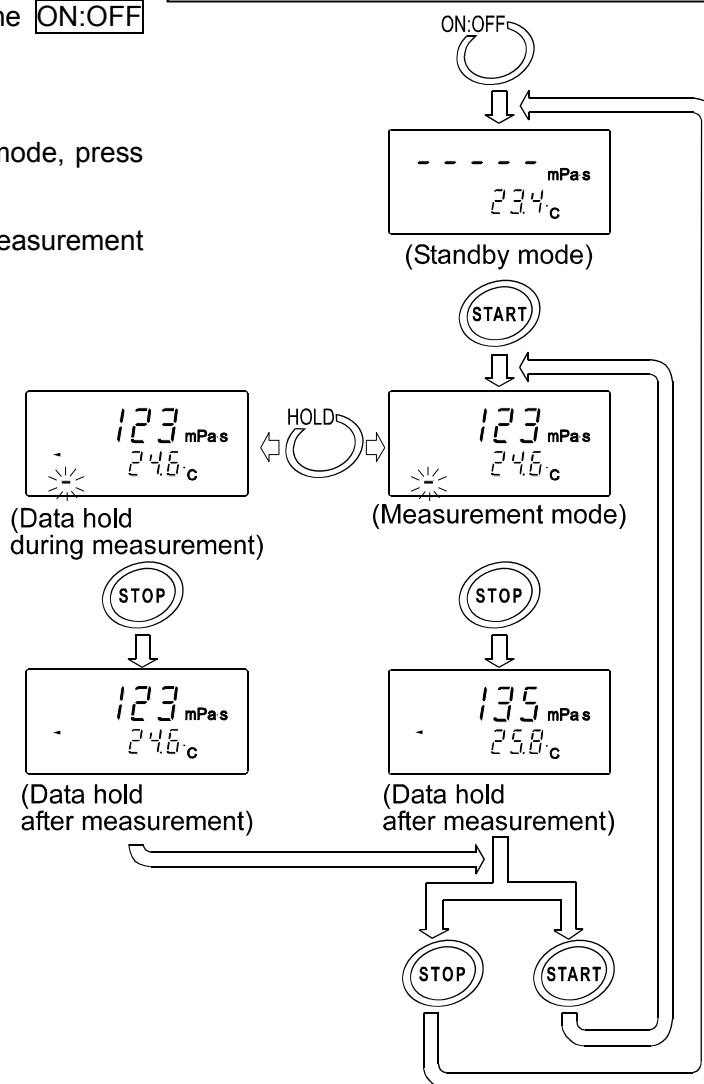 ne ON:OFF
node, press
easurement
ON:OFF
- - - - - mPa·s
23.4 °C
(Standby mode)
START
123 mPa·s
24.6 °C
HOLD
123 mPa·s
24.6 °C
(Data hold
during measurement)
(Measurement mode)
STOP
STOP
123 mPa·s
24.6 °C
135 mPa·s
25.8 °C
(Data hold
after measurement)
(Data hold
after measurement)
STOP
START